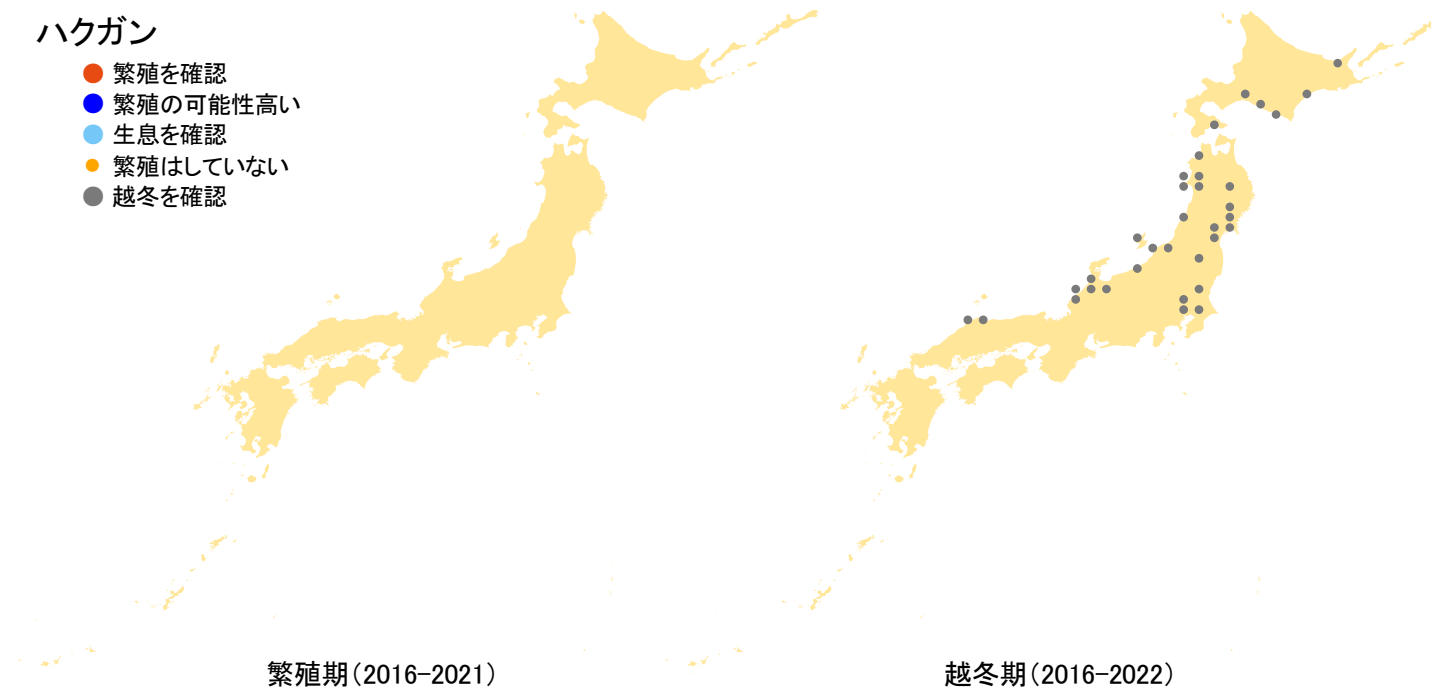 ハクガン
繁殖を確認
繁殖の可能性高い
生息を確認
繁殖はしていない
越冬を確認
繁殖期(2016-2021)
越冬期(2016-2022)